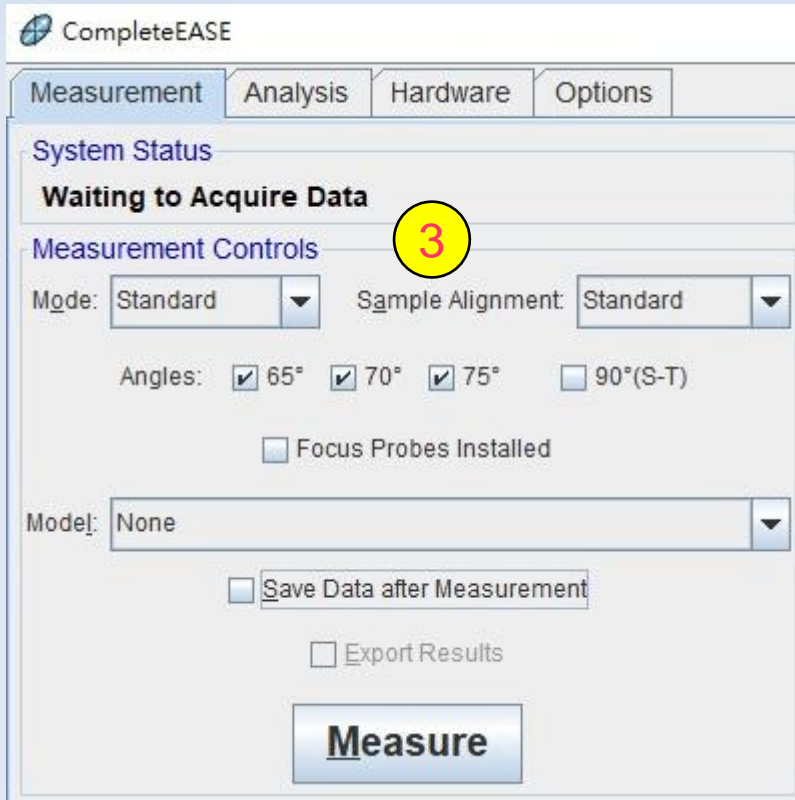 CompleteEASE
Measurement Analysis Hardware Options
System Status
Waiting to Acquire Data
3
Measurement Controls
Mode: Standard Sample Alignment: Standard
Angles: 65° 70° 75° 90°(S-T)
Focus Probes Installed
Model: None
Save Data after Measurement
Export Results
Measure